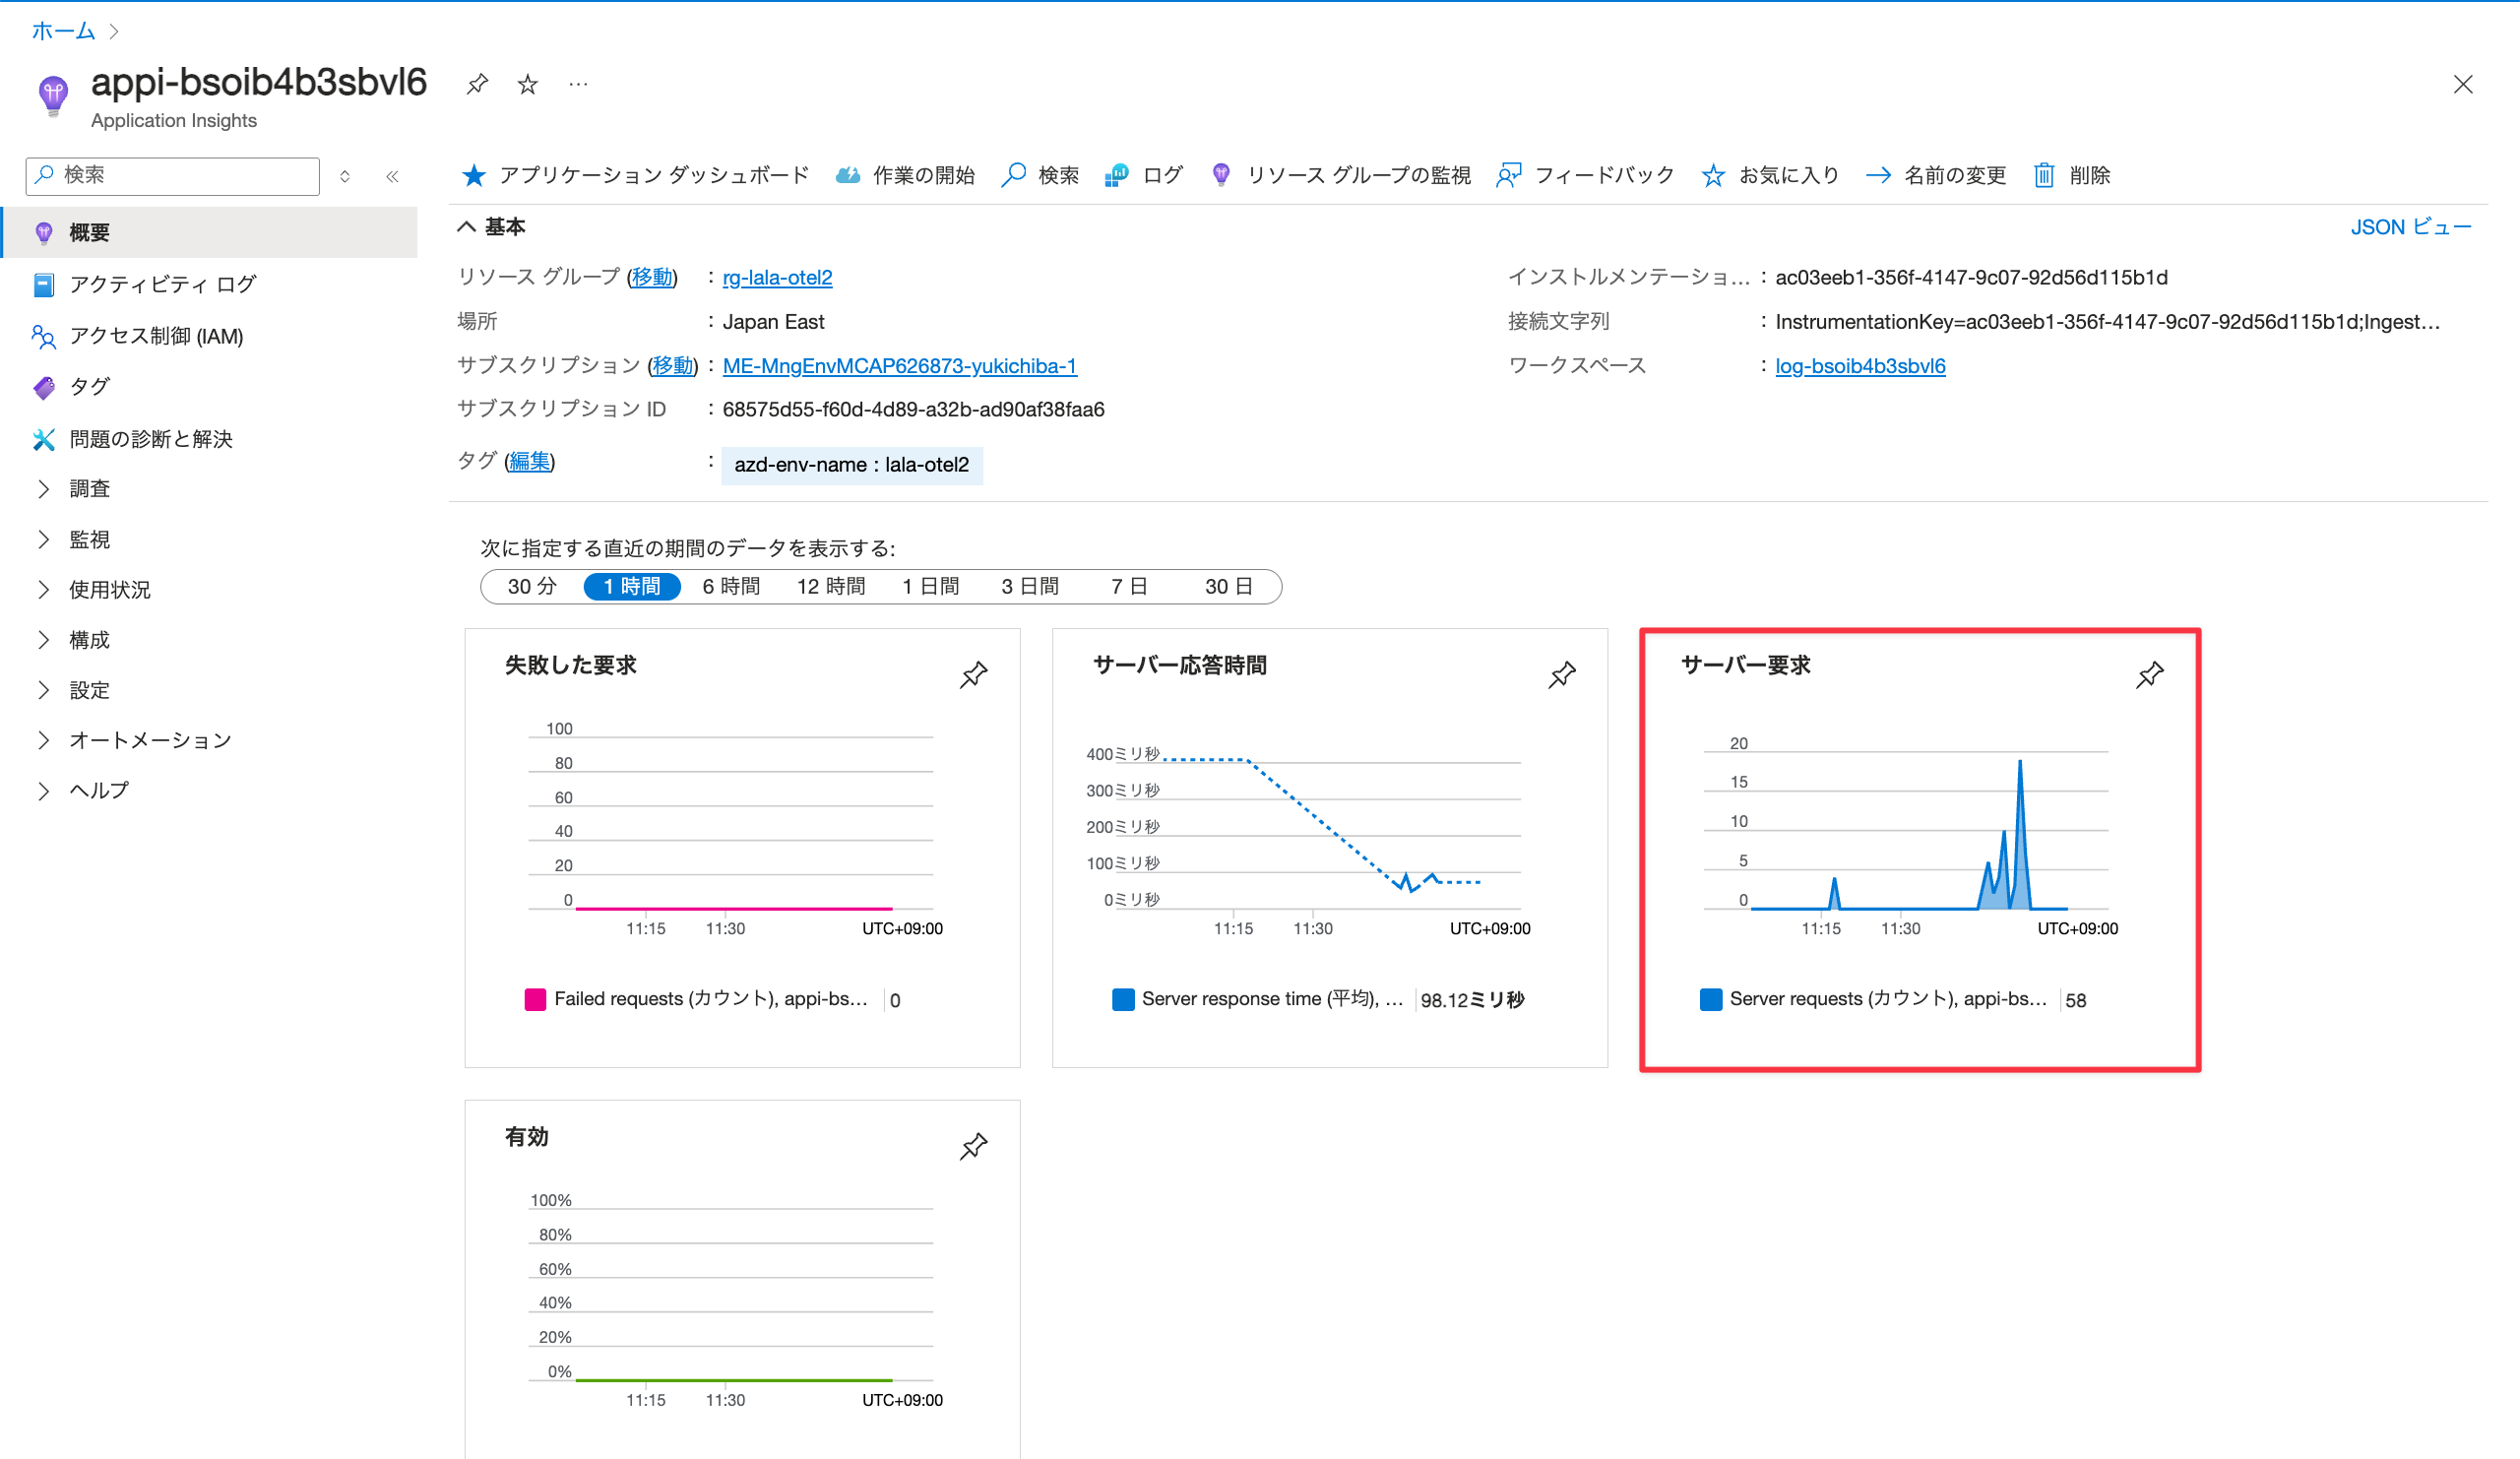 ホーム
appi-bsoib4b3sbvl6
Application Insights
検索
アプリケーション ダッシュボード 作業の開始 検索 ログ リソース グループの監視 フィードバック お気に入り 名前の変更 削除
概要
アクティビティ ログ
アクセス制御 (IAM)
タグ
問題の診断と解決
調査
監視
使用状況
構成
設定
オートメーション
ヘルプ
基本
JSON ビュー
リソース グループ (移動) : rg-lala-otel2
場所 : Japan East
サブスクリプション (移動) : ME-MngEnvMCAP626873-yukichiba-1
サブスクリプション ID : 68575d55-f60d-4d89-a32b-ad90af38faa6
タグ (編集) : azd-env-name : lala-otel2
インストルメンテーショ... : ac03eeb1-356f-4147-9c07-92d56d115b1d
接続文字列 : InstrumentationKey=ac03eeb1-356f-4147-9c07-92d56d115b1d;Ingest...
ワークスペース : log-bsoib4b3sbvl6
次に指定する直近の期間のデータを表示する:
30 分 1 時間 6 時間 12 時間 1 日間 3 日間 7 日 30 日
失敗した要求
100
80
60
40
20
0
11:15 11:30 UTC+09:00
Failed requests (カウント), appi-bs... 0
サーバー応答時間
400ミリ秒
300ミリ秒
200ミリ秒
100ミリ秒
0ミリ秒
11:15 11:30 UTC+09:00
Server response time (平均), ... 98.12ミリ秒
サーバー要求
20
15
10
5
0
11:15 11:30 UTC+09:00
Server requests (カウント), appi-bs... 58
有効
100%
80%
60%
40%
20%
0%
11:15 11:30 UTC+09:00